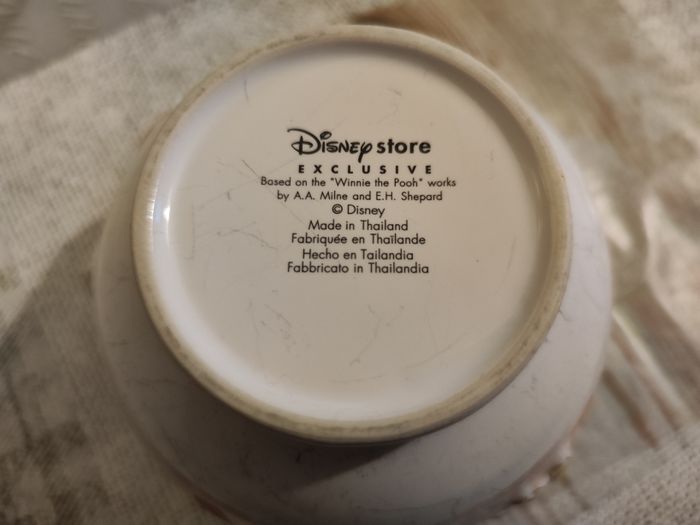 Disney store
EXCLUSIVE
Based on the "Winnie the Pooh" works
by A.A. Milne and E.H. Shepard
© Disney
Made in Thailand
Fabriquée en Thaïlande
Hecho en Tailandia
Fabbricato in Thailandia